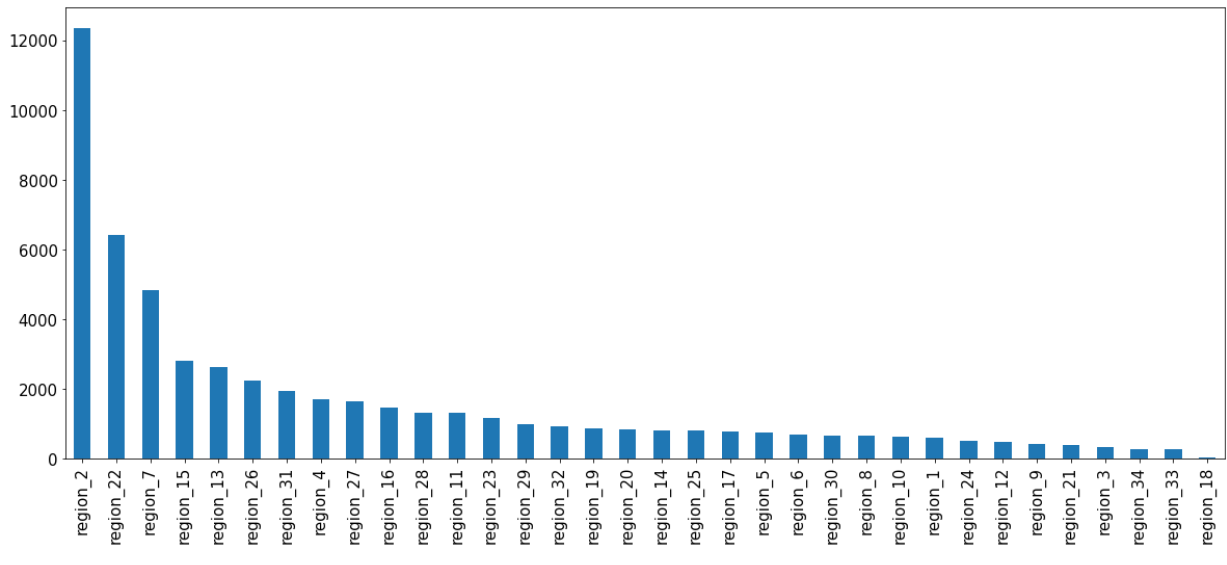 12000
10000
8000
6000
4000
2000
0
region_2
region_22
region_7
region_15
region_13
region_26
region_31
region_4
region_27
region_16
region_28
region_11
region_23
region_29
region_32
region_19
region_20
region_14
region_25
region_17
region_5
region_6
region_30
region_8
region_10
region_1
region_24
region_12
region_9
region_21
region_3
region_34
region_33
region_18